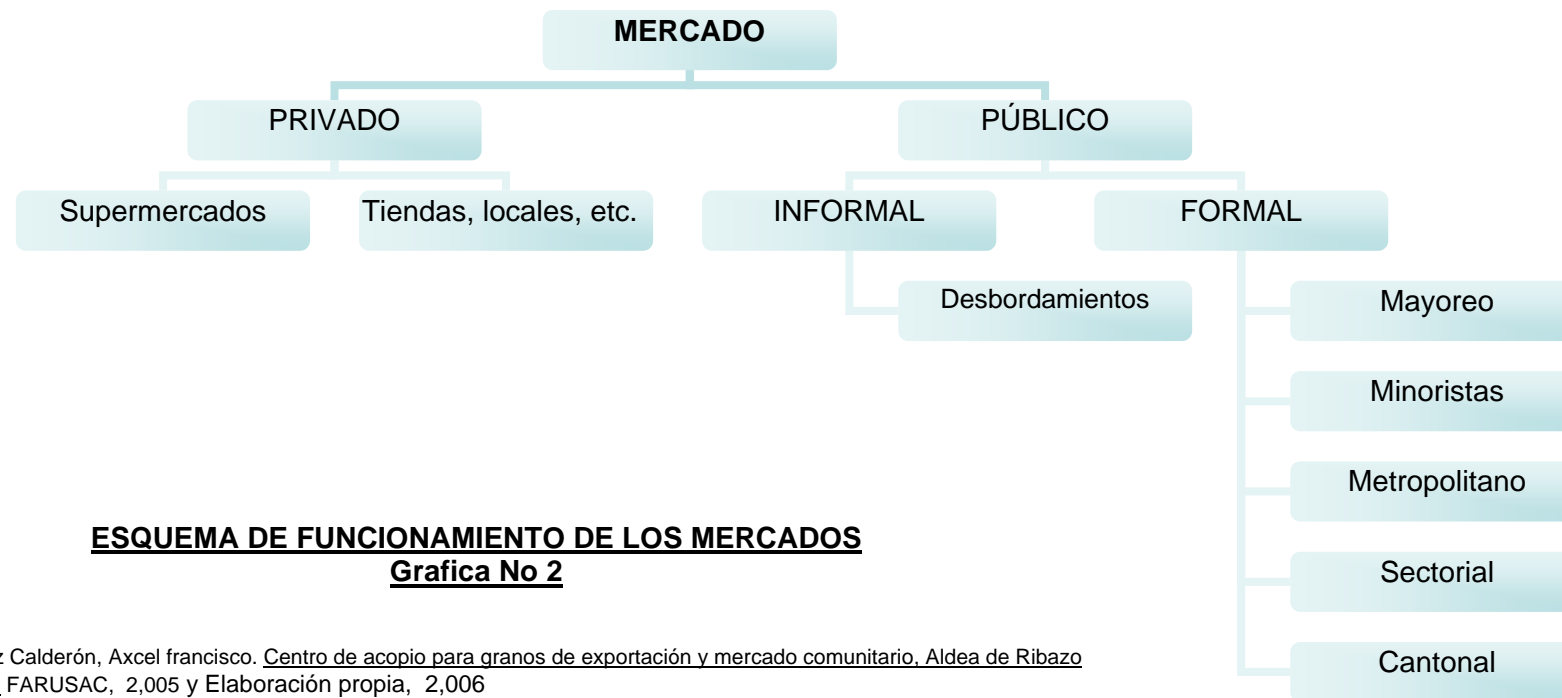 MERCADO
PRIVADO
PÚBLICO
Supermercados
Tiendas, locales, etc.
INFORMAL
FORMAL
Desbordamientos
Mayoreo
Minoristas
Metropolitano
Sectorial
Cantonal
ESQUEMA DE FUNCIONAMIENTO DE LOS MERCADOS
Grafica No 2
Calderón, Axcel francisco. Centro de acopio para granos de exportación y mercado comunitario, Aldea de Ribazo
FARUSAC, 2,005 y Elaboración propia, 2,006